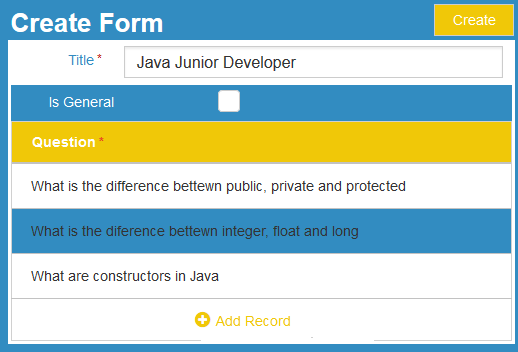 Create Form
Create
Title *
Java Junior Developer
Is General
Question *
What is the difference bettewn public, private and protected
What is the diference bettewn integer, float and long
What are constructors in Java
Add Record